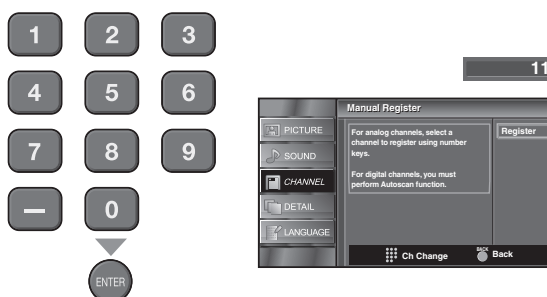 1 2 3
4 5 6
7 8 9
0
ENTER
11
Manual Register
PICTURE
SOUND
CHANNEL
DETAIL
LANGUAGE
For analog channels, select a
channel to register using number
keys.
For digital channels, you must
perform Autoscan function.
Register
Ch Change
BACK
Back